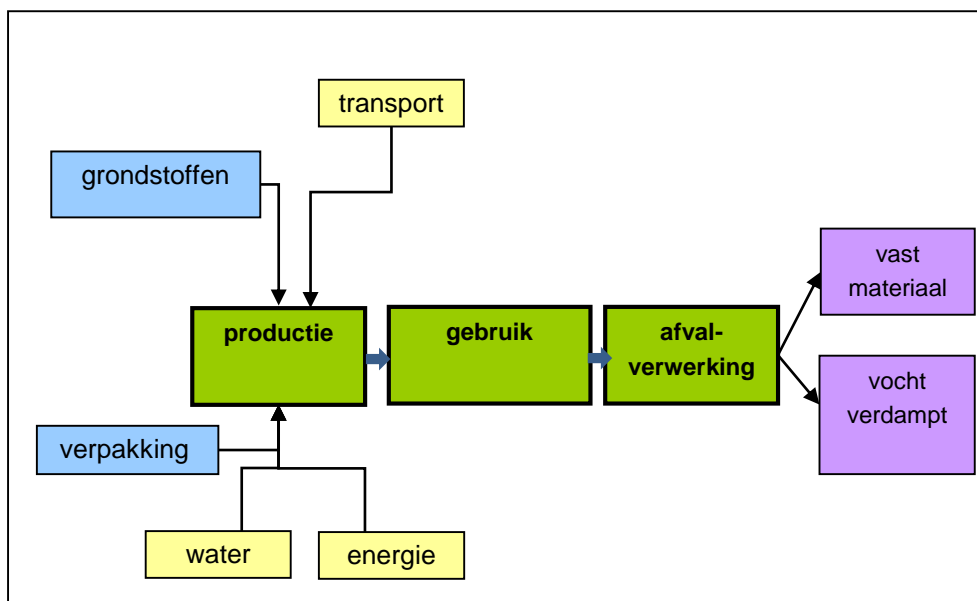 transport
grondstoffen
vast
materiaal
productie
gebruik
afval-
verwerking
vocht
verdampt
verpakking
water
energie